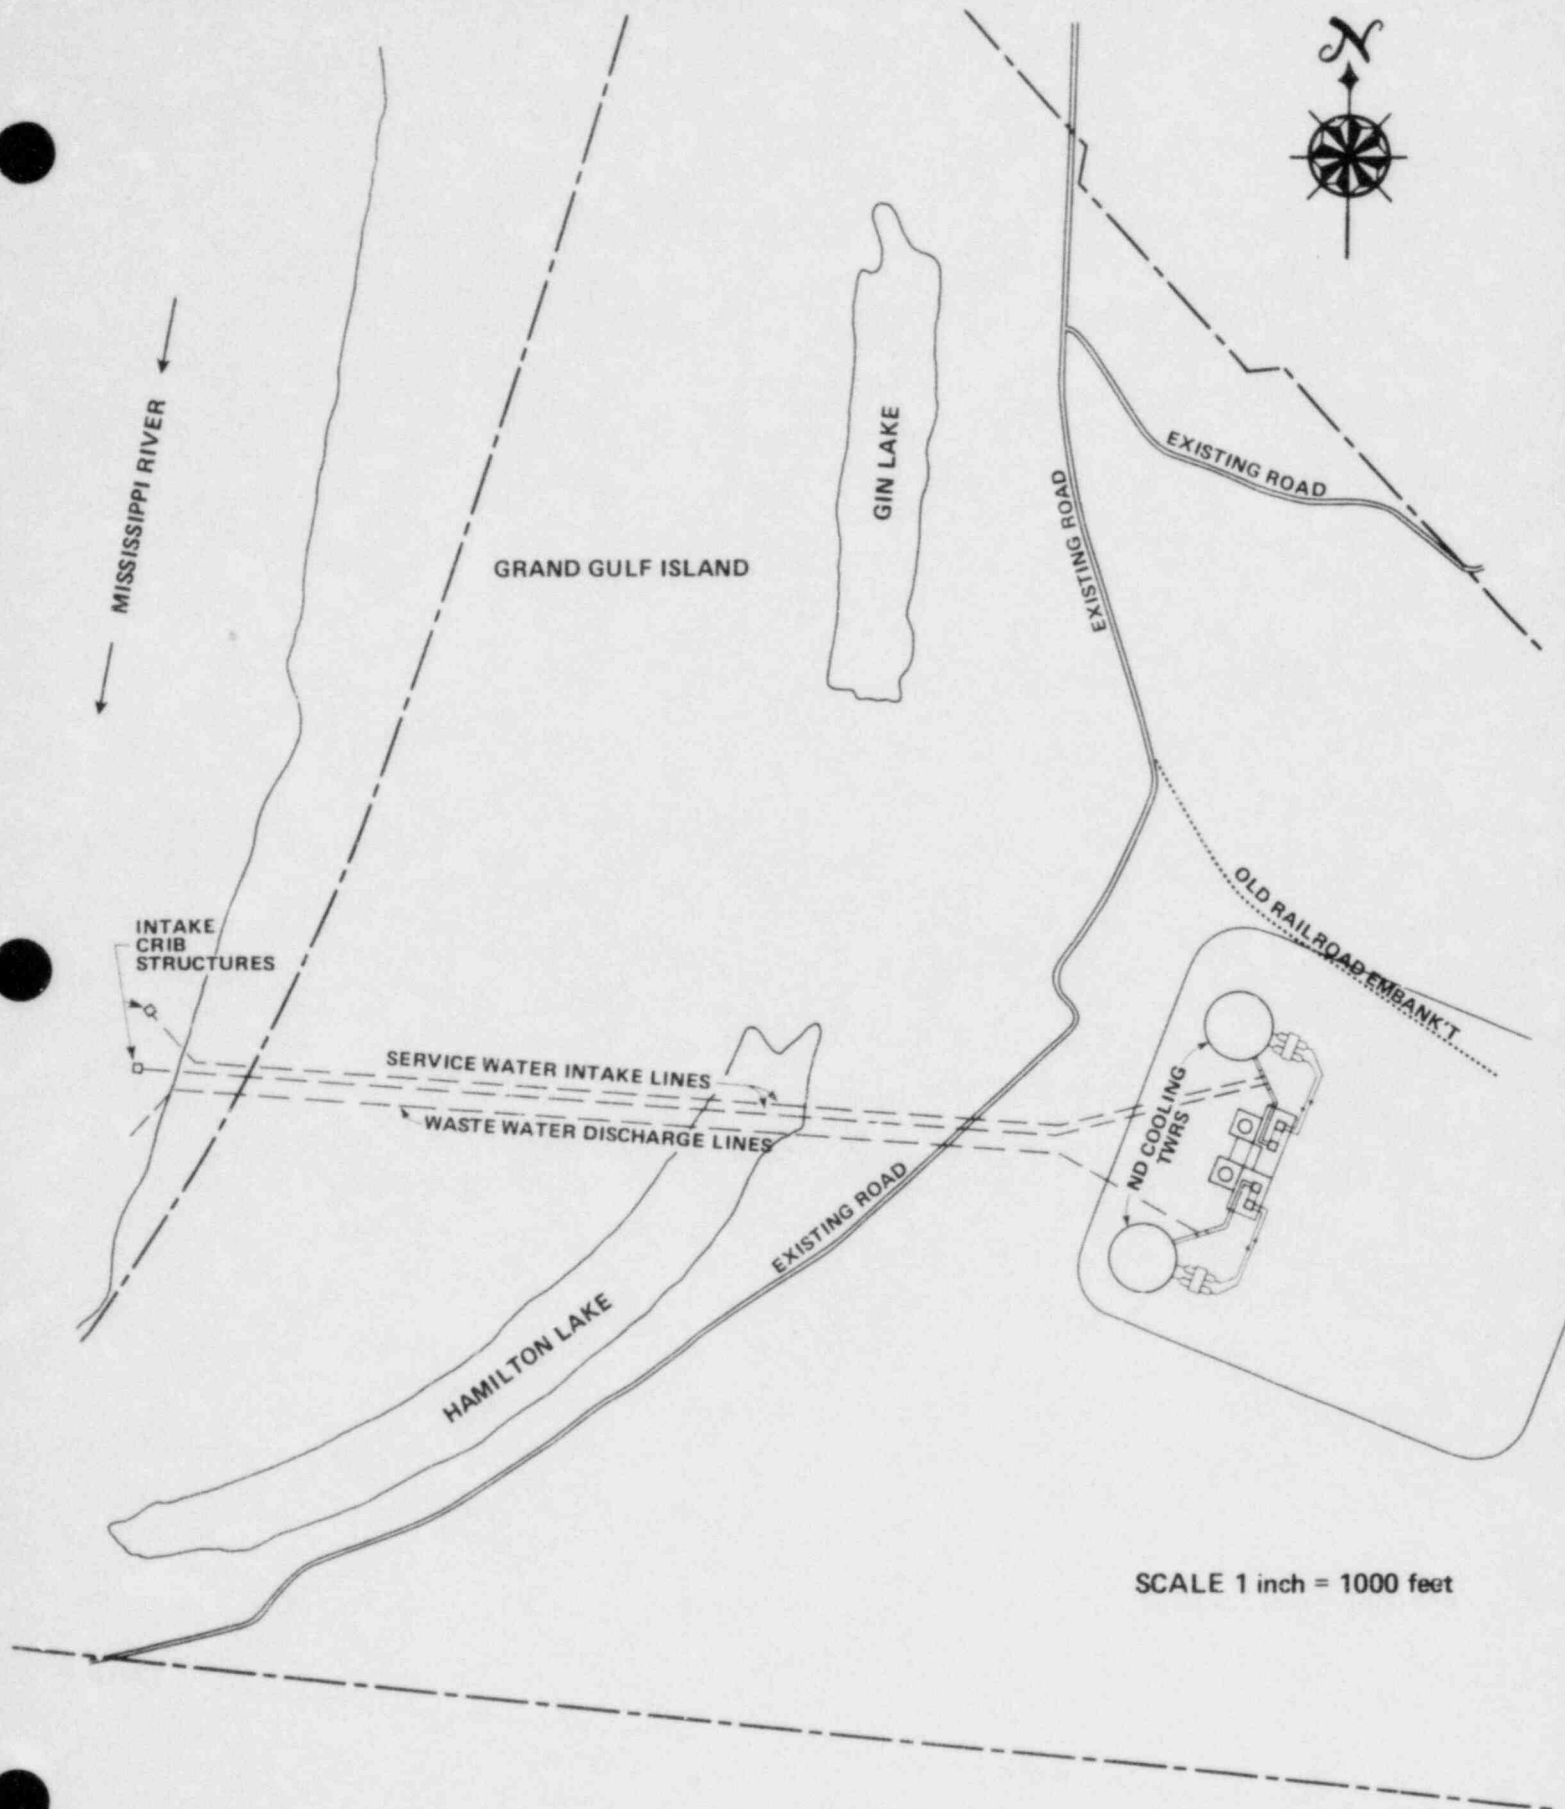 N
MISSISSIPPI RIVER
GIN LAKE
EXISTING ROAD
EXISTING ROAD
GRAND GULF ISLAND
OLD RAILROAD EMBANK'T
INTAKE
CRIB
STRUCTURES
SERVICE WATER INTAKE LINES
WASTE WATER DISCHARGE LINES
ND COOLING
TWRS
EXISTING ROAD
HAMILTON LAKE
SCALE 1 inch = 1000 feet